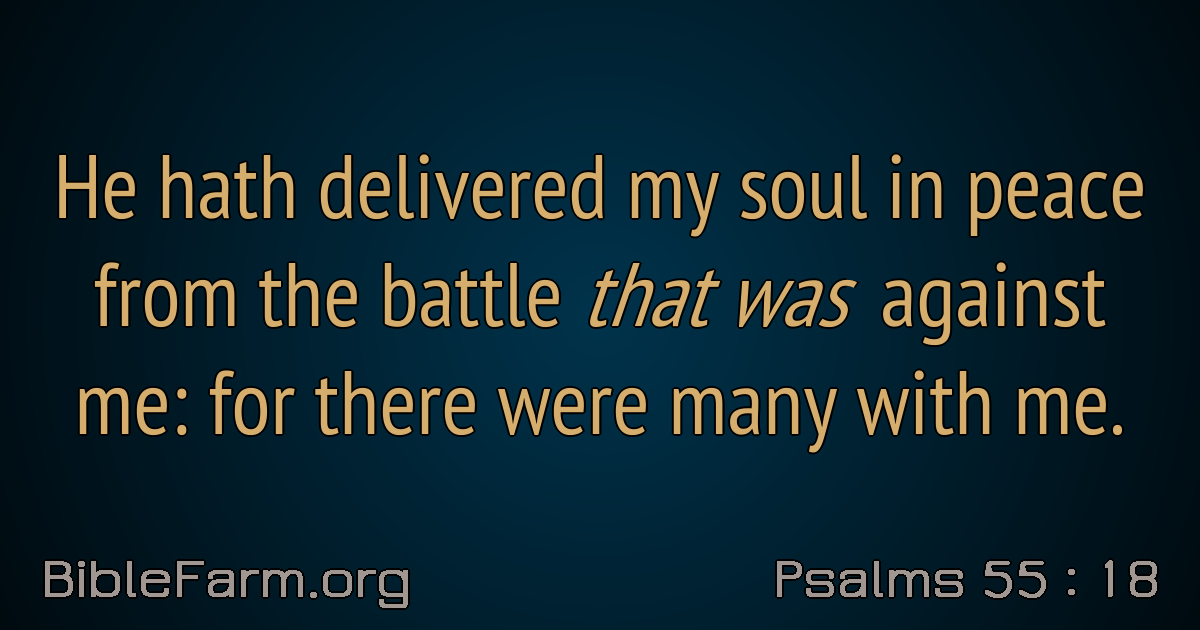 He hath delivered my soul in peace
from the battle that was against
me: for there were many with me.
BibleFarm.org
Psalms 55 : 18